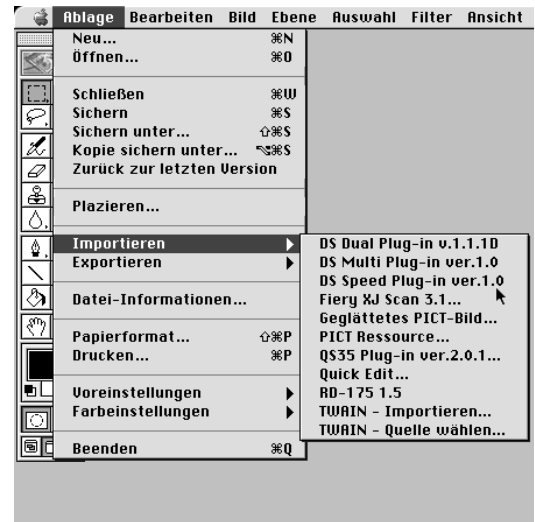 Ablage Bearbeiten Bild Ebene Auswahl Filter Ansicht
Neu... ⌘N
Öffnen... ⌘O
Schließen ⌘W
Sichern ⌘S
Sichern unter... ⇧⌘S
Kopie sichern unter... ⌥⌘S
Zurück zur letzten Version
Plazieren...
Importieren
Exportieren
Datei-Informationen...
Papierformat... ⇧⌘P
Drucken... ⌘P
Voreinstellungen
Farbeinstellungen
Beenden ⌘Q
DS Dual Plug-in v.1.1.1D
DS Multi Plug-in ver.1.0
DS Speed Plug-in ver.1.0
Fiery XJ Scan 3.1...
Geglättetes PICT-Bild...
PICT Ressource...
QS35 Plug-in ver.2.0.1...
Quick Edit...
RD-175 1.5
TWAIN - Importieren...
TWAIN - Quelle wählen...